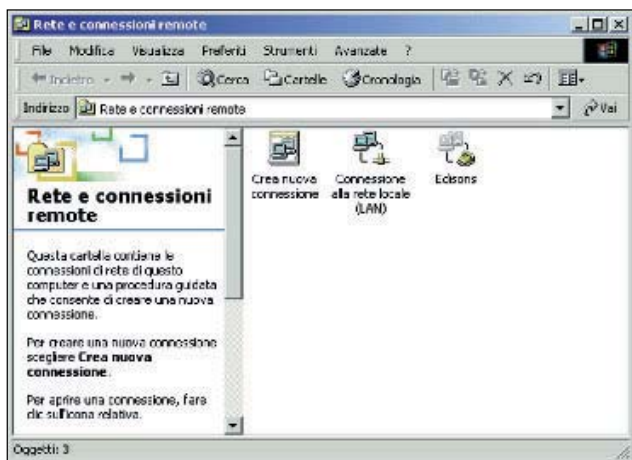 Rete e connessioni remote
File Modifica Visualizza Preferiti Strumenti Avanzate ?
Indietro Cerca Cartelle Cronologia
Indirizzo Rete e connessioni remote Vai
Rete e connessioni
remote
Questa cartella contiene le
connessioni di rete di questo
computer e una procedura guidata
che consente di creare una nuova
connessione.
Per creare una nuova connessione
scegliere Crea nuova
connessione.
Per aprire una connessione, fare
clic sull'icona relativa.
Crea nuova
connessione
Connessione
alla rete locale
(LAN)
Edisons
Oggetti: 3